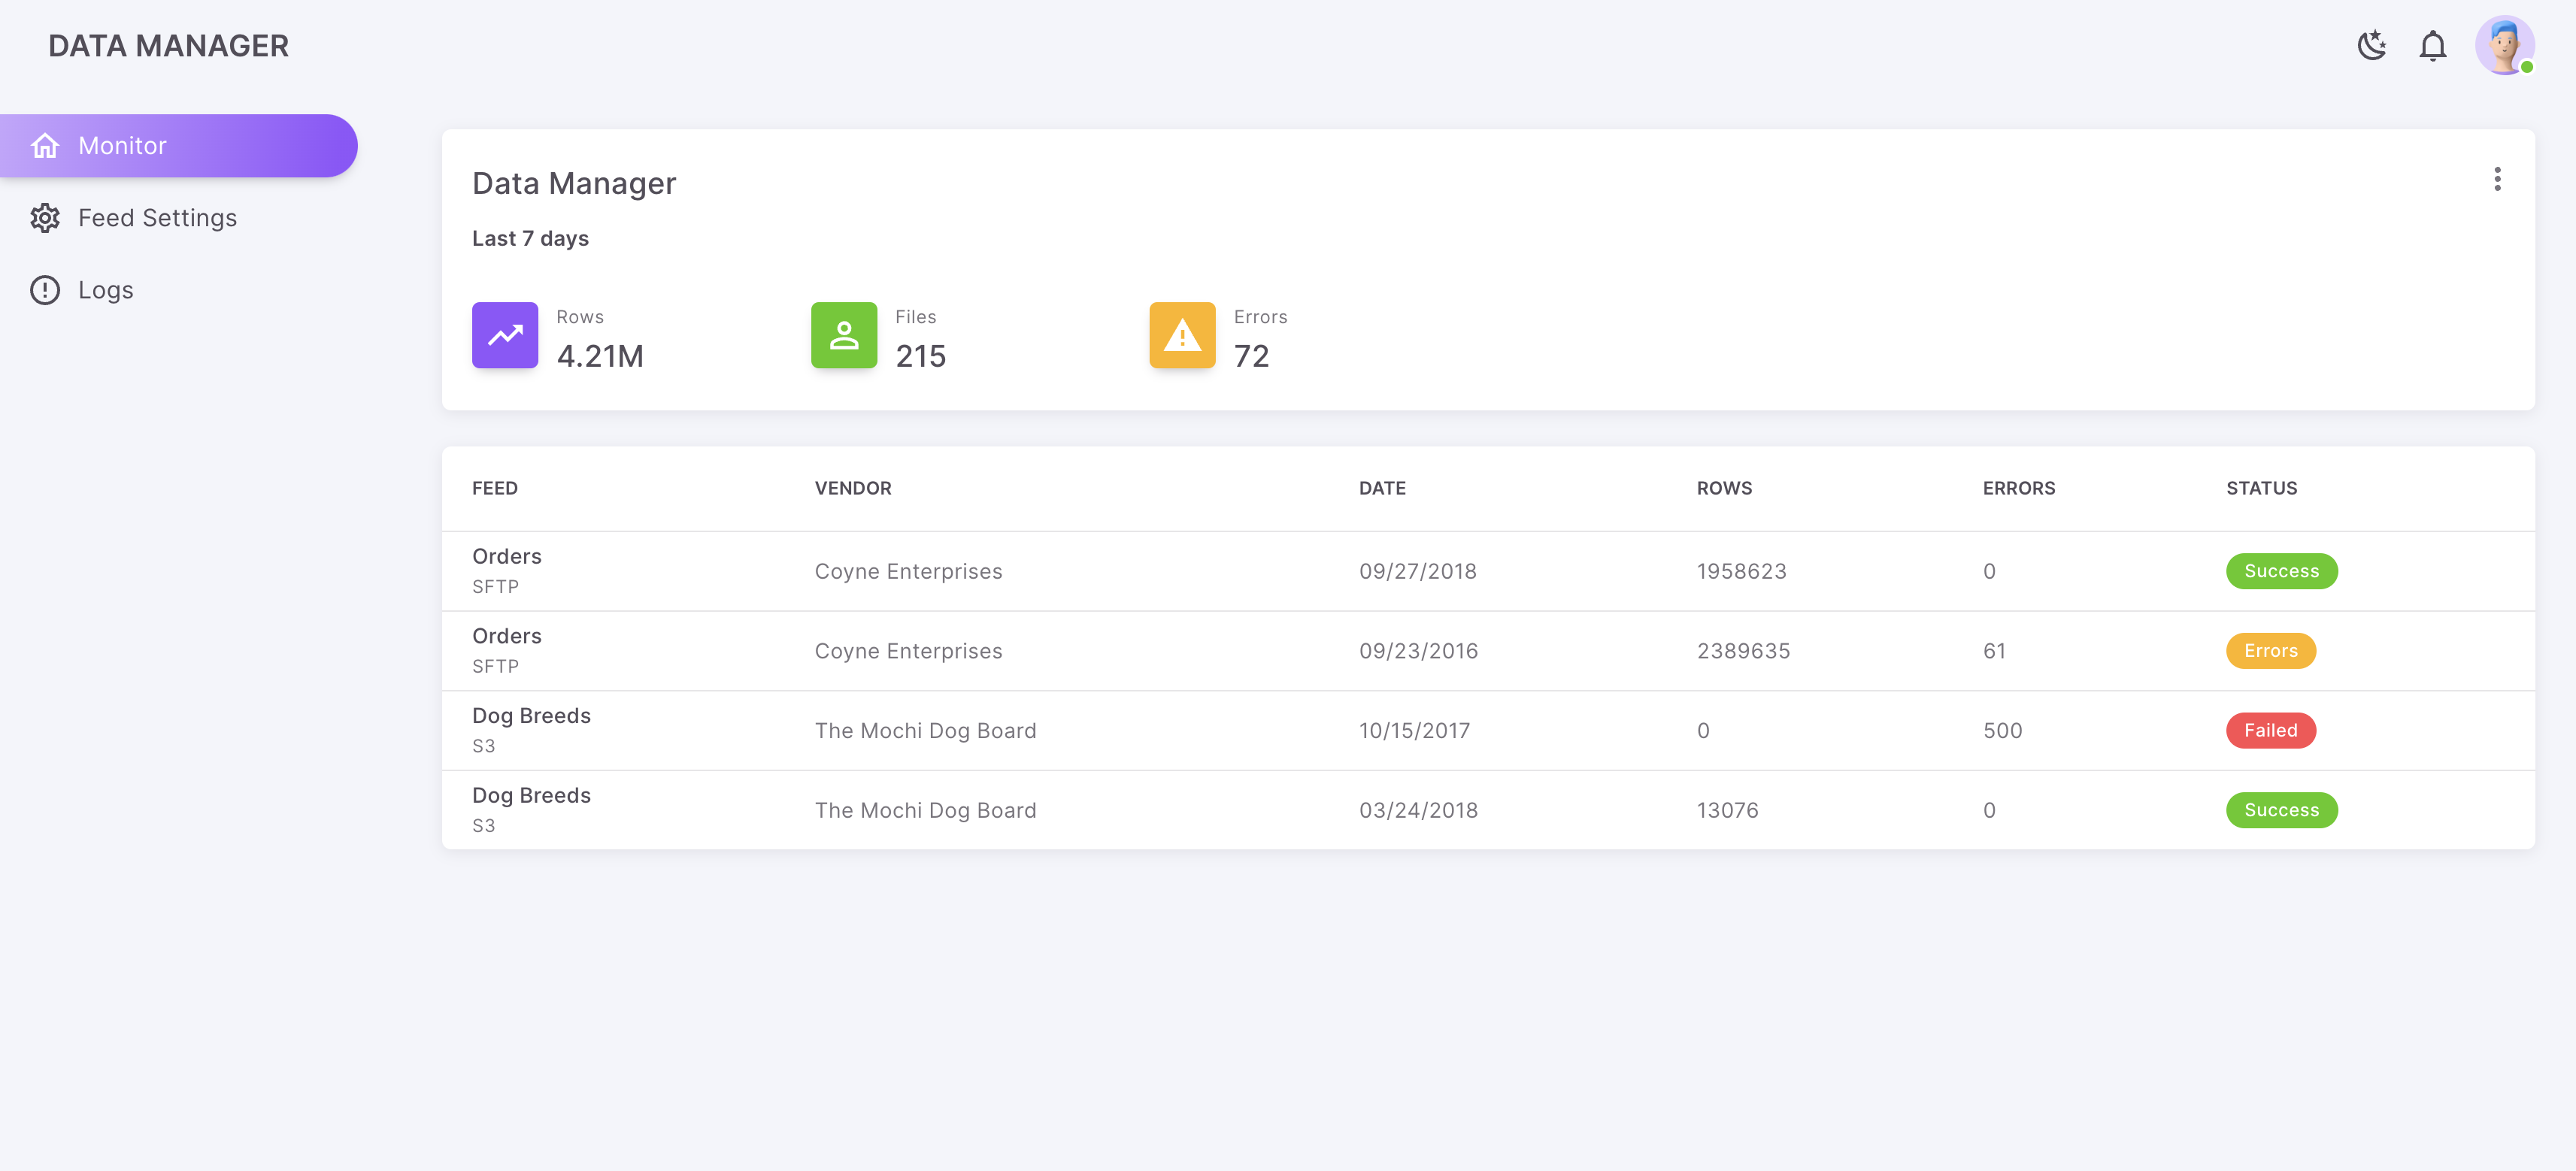 DATA MANAGER
Monitor
Feed Settings
Logs
Data Manager
Last 7 days
Rows
4.21M
Files
215
Errors
72
FEED VENDOR DATE ROWS ERRORS STATUS
Orders
SFTP
Coyne Enterprises 09/27/2018 1958623 0 Success
Orders
SFTP
Coyne Enterprises 09/23/2016 2389635 61 Errors
Dog Breeds
S3
The Mochi Dog Board 10/15/2017 0 500 Failed
Dog Breeds
S3
The Mochi Dog Board 03/24/2018 13076 0 Success